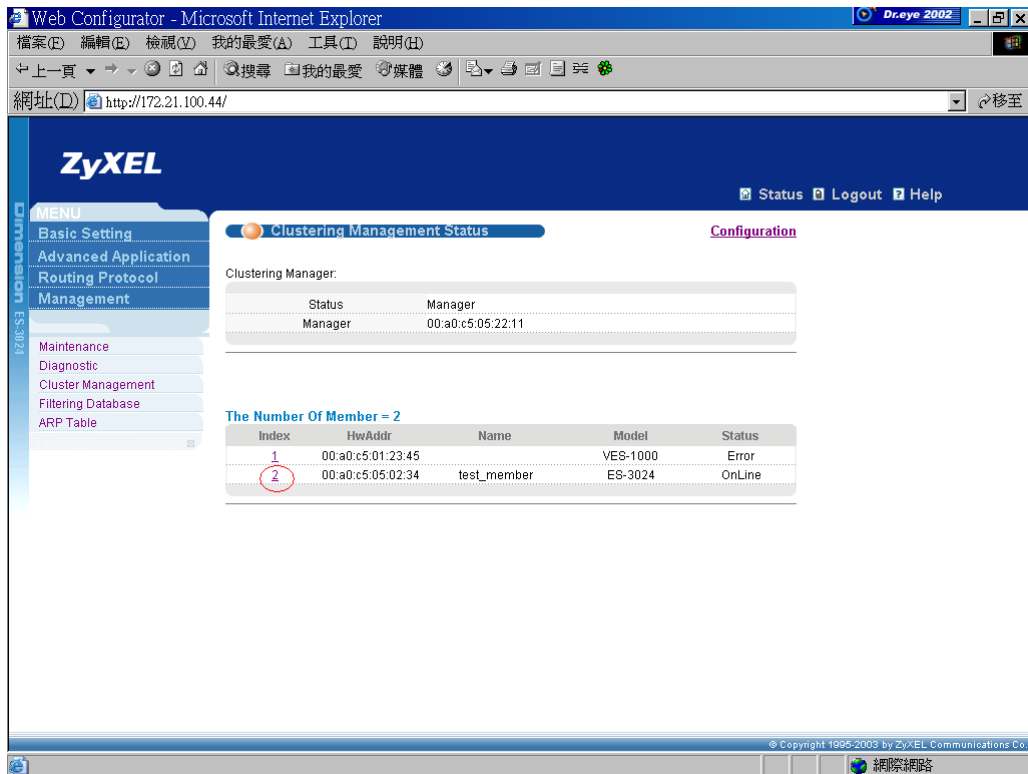 Web Configurator - Microsoft Internet Explorer
Dr.eye 2002
檔案(F) 編輯(E) 檢視(V) 我的最愛(A) 工具(T) 說明(H)
上一頁 搜尋 我的最愛 媒體
網址(D) http://172.21.100.44/ 移至
ZyXEL
Status Logout Help
Dimension ES-3024
MENU
Basic Setting
Advanced Application
Routing Protocol
Management
Maintenance
Diagnostic
Cluster Management
Filtering Database
ARP Table
Clustering Management Status Configuration
Clustering Manager:
Status Manager
Manager 00:a0:c5:05:22:11
The Number Of Member = 2
Index HwAddr Name Model Status
1 00:a0:c5:01:23:45 VES-1000 Error
2 00:a0:c5:05:02:34 test_member ES-3024 OnLine
© Copyright 1995-2003 by ZyXEL Communications Co.
網際網路